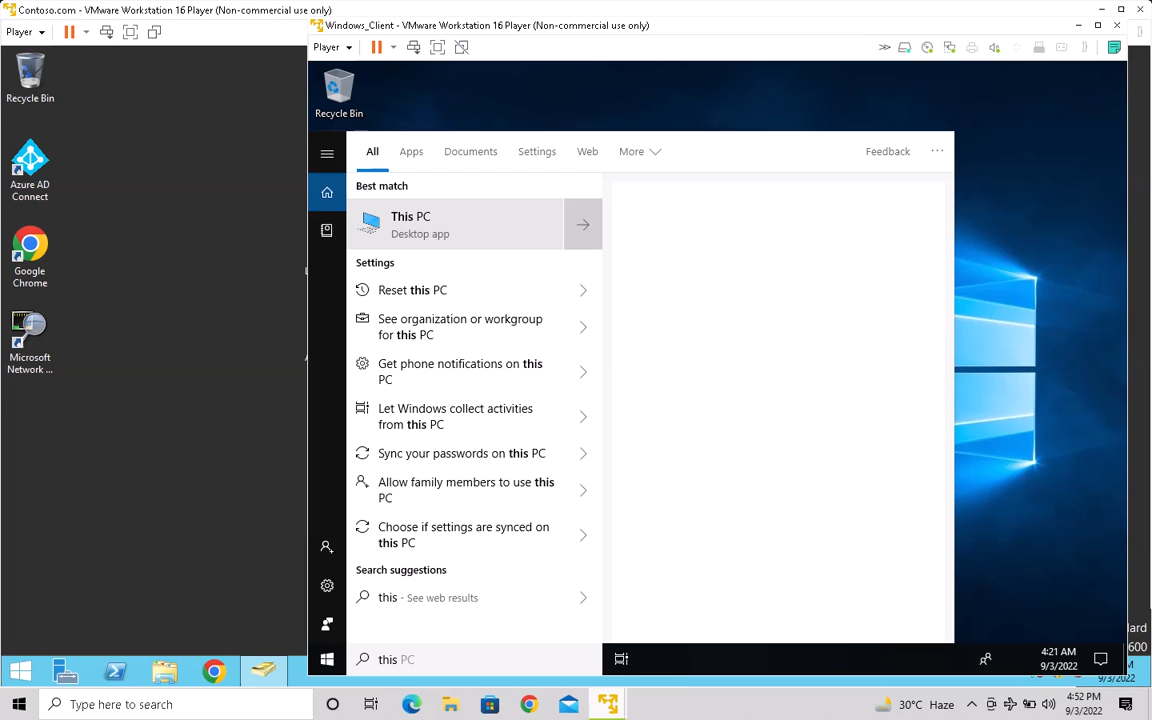 Contoso.com - VMware Workstation 16 Player (Non-commercial use only)
Player
Windows_Client - VMware Workstation 16 Player (Non-commercial use only)
Player
Recycle Bin
Azure AD
Connect
Google
Chrome
Microsoft
Network ...
Recycle Bin
All
Apps
Documents
Settings
Web
More
Feedback
...
Best match
This PC
Desktop app
Settings
Reset this PC
See organization or workgroup
for this PC
Get phone notifications on this
PC
Let Windows collect activities
from this PC
Sync your passwords on this PC
Allow family members to use this
PC
Choose if settings are synced on
this PC
Search suggestions
this - See web results
this PC
4:21 AM
9/3/2022
lard
600
9/3/2022
Type here to search
30°C Haze
4:52 PM
9/3/2022